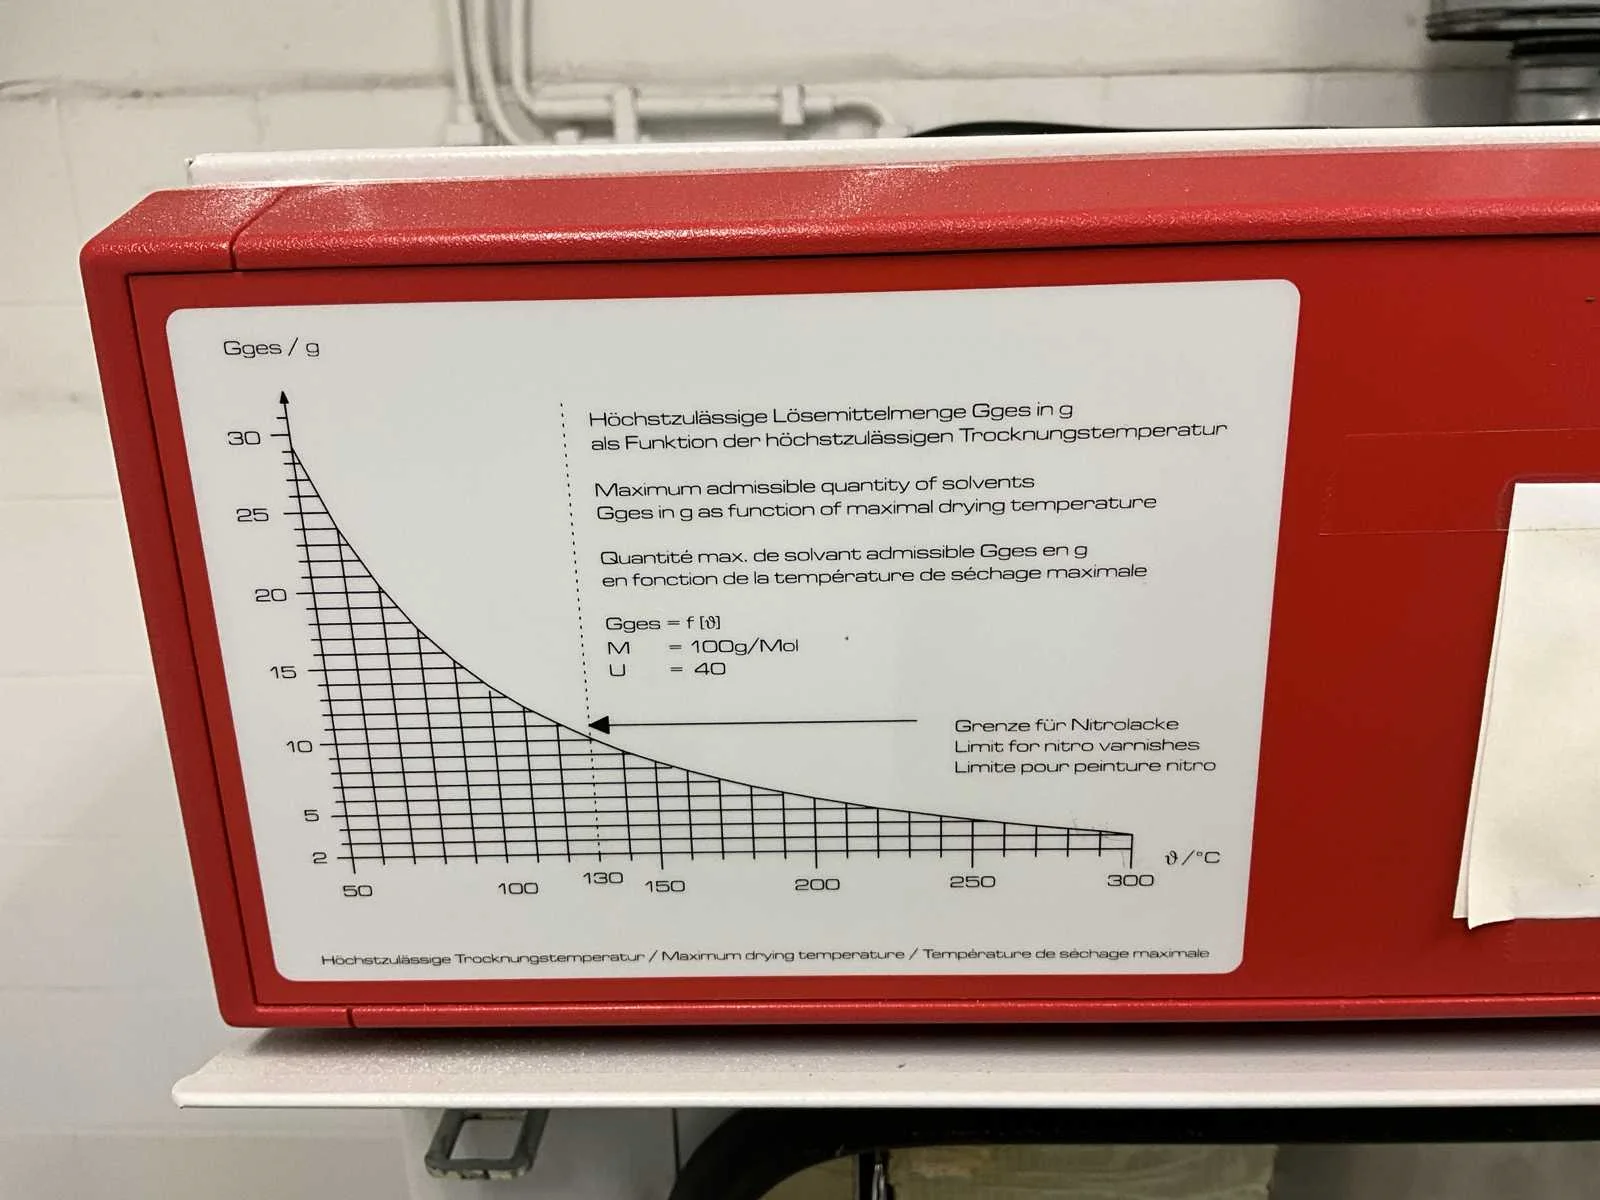 Gges / g
30
25
20
15
10
5
2
Höchstzulässige Lösemittelmenge Gges in g
als Funktion der höchstzulässigen Trocknungstemperatur
Maximum admissible quantity of solvents
Gges in g as function of maximal drying temperature
Quantité max. de solvant admissible Gges en g
en fonction de la température de séchage maximale
Gges = f [ϑ]
M = 100g/Mol
U = 40
Grenze für Nitrolacke
Limit for nitro varnishes
Limite pour peinture nitro
ϑ/°C
50 100 130 150 200 250 300
Höchstzulässige Trocknungstemperatur / Maximum drying temperature / Température de séchage maximale